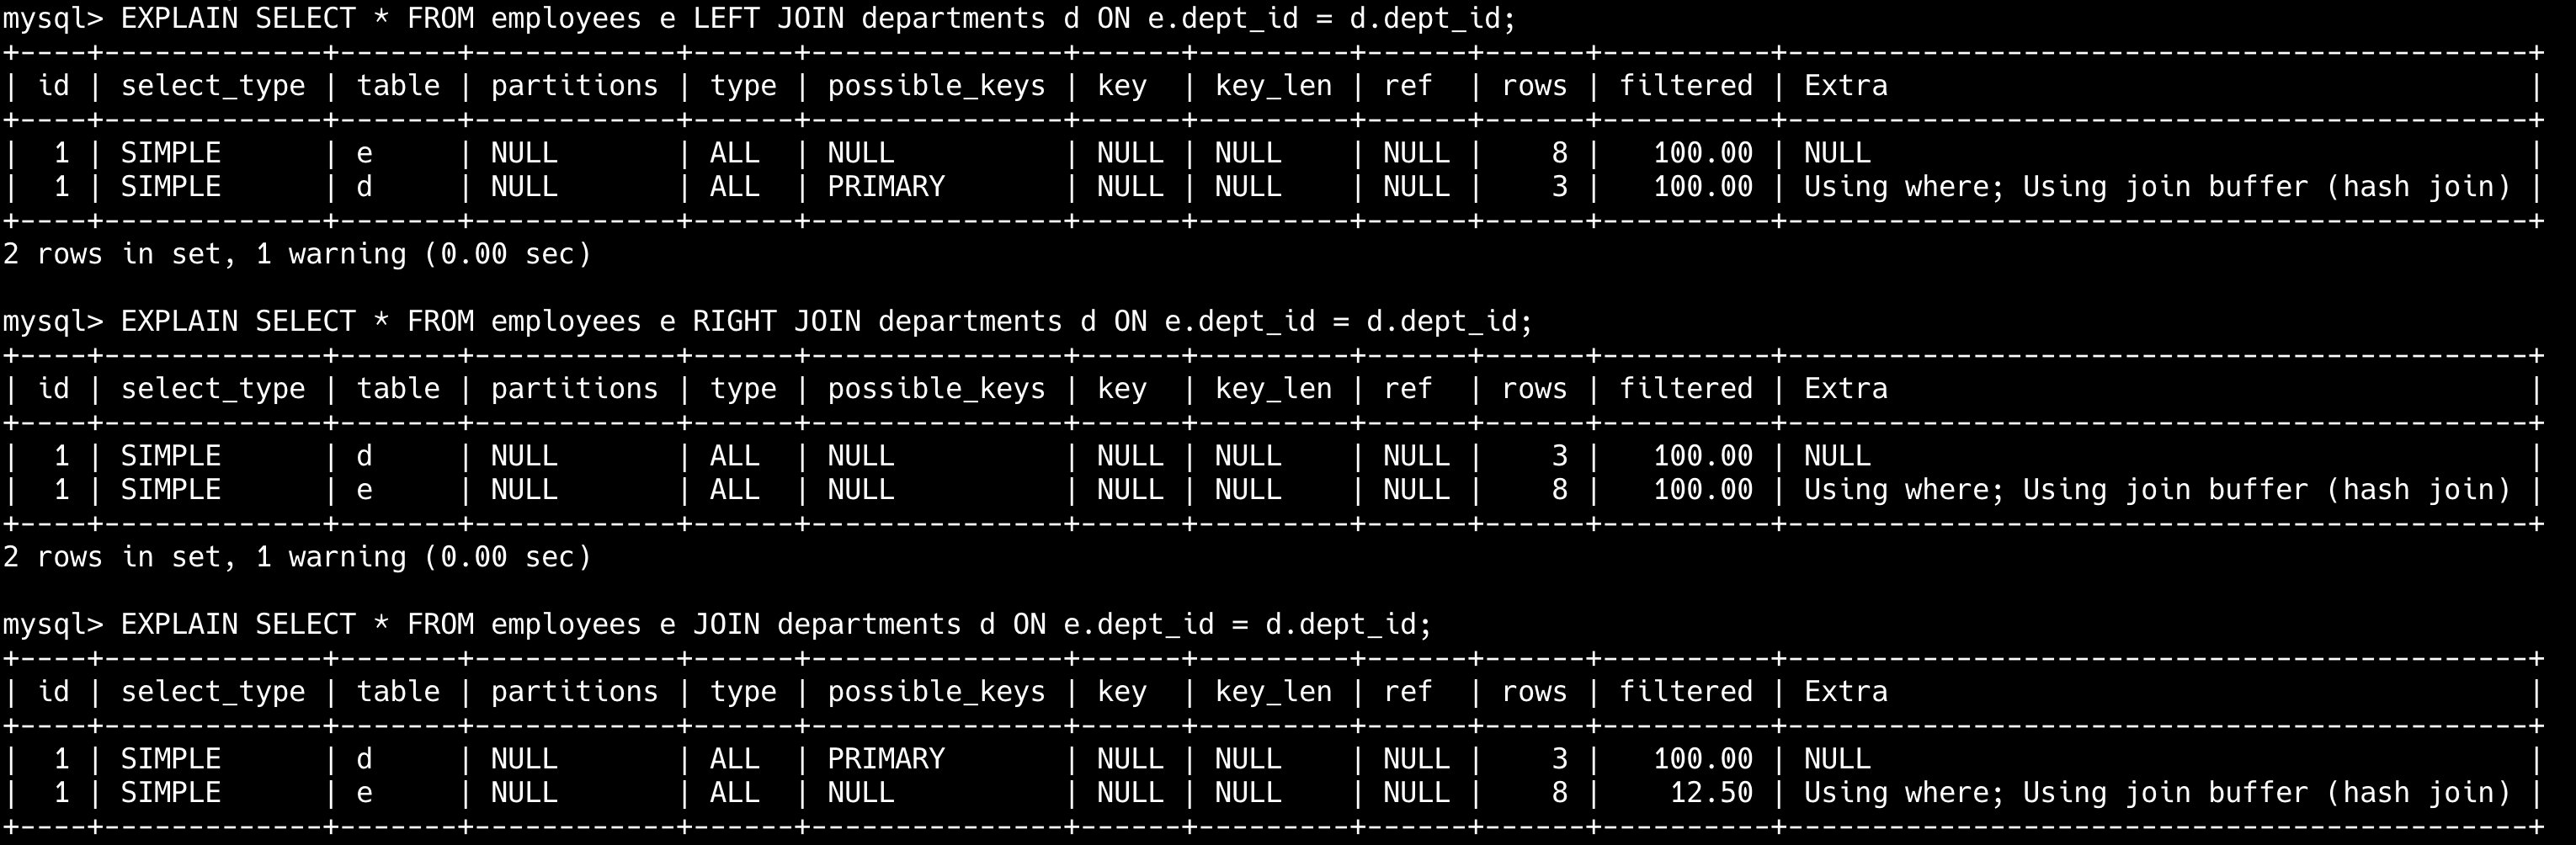 mysql> EXPLAIN SELECT * FROM employees e LEFT JOIN departments d ON e.dept_id = d.dept_id;
+----+-------------+-------+------------+------+---------------+------+---------+------+------+----------+--------------------------------------------+
| id | select_type | table | partitions | type | possible_keys | key  | key_len | ref  | rows | filtered | Extra                                      |
+----+-------------+-------+------------+------+---------------+------+---------+------+------+----------+--------------------------------------------+
|  1 | SIMPLE      | e     | NULL       | ALL  | NULL          | NULL | NULL    | NULL |    8 |   100.00 | NULL                                       |
|  1 | SIMPLE      | d     | NULL       | ALL  | PRIMARY       | NULL | NULL    | NULL |    3 |   100.00 | Using where; Using join buffer (hash join) |
+----+-------------+-------+------------+------+---------------+------+---------+------+------+----------+--------------------------------------------+
2 rows in set, 1 warning (0.00 sec)

mysql> EXPLAIN SELECT * FROM employees e RIGHT JOIN departments d ON e.dept_id = d.dept_id;
+----+-------------+-------+------------+------+---------------+------+---------+------+------+----------+--------------------------------------------+
| id | select_type | table | partitions | type | possible_keys | key  | key_len | ref  | rows | filtered | Extra                                      |
+----+-------------+-------+------------+------+---------------+------+---------+------+------+----------+--------------------------------------------+
|  1 | SIMPLE      | d     | NULL       | ALL  | NULL          | NULL | NULL    | NULL |    3 |   100.00 | NULL                                       |
|  1 | SIMPLE      | e     | NULL       | ALL  | NULL          | NULL | NULL    | NULL |    8 |   100.00 | Using where; Using join buffer (hash join) |
+----+-------------+-------+------------+------+---------------+------+---------+------+------+----------+--------------------------------------------+
2 rows in set, 1 warning (0.00 sec)

mysql> EXPLAIN SELECT * FROM employees e JOIN departments d ON e.dept_id = d.dept_id;
+----+-------------+-------+------------+------+---------------+------+---------+------+------+----------+--------------------------------------------+
| id | select_type | table | partitions | type | possible_keys | key  | key_len | ref  | rows | filtered | Extra                                      |
+----+-------------+-------+------------+------+---------------+------+---------+------+------+----------+--------------------------------------------+
|  1 | SIMPLE      | d     | NULL       | ALL  | PRIMARY       | NULL | NULL    | NULL |    3 |   100.00 | NULL                                       |
|  1 | SIMPLE      | e     | NULL       | ALL  | NULL          | NULL | NULL    | NULL |    8 |    12.50 | Using where; Using join buffer (hash join) |
+----+-------------+-------+------------+------+---------------+------+---------+------+------+----------+--------------------------------------------+